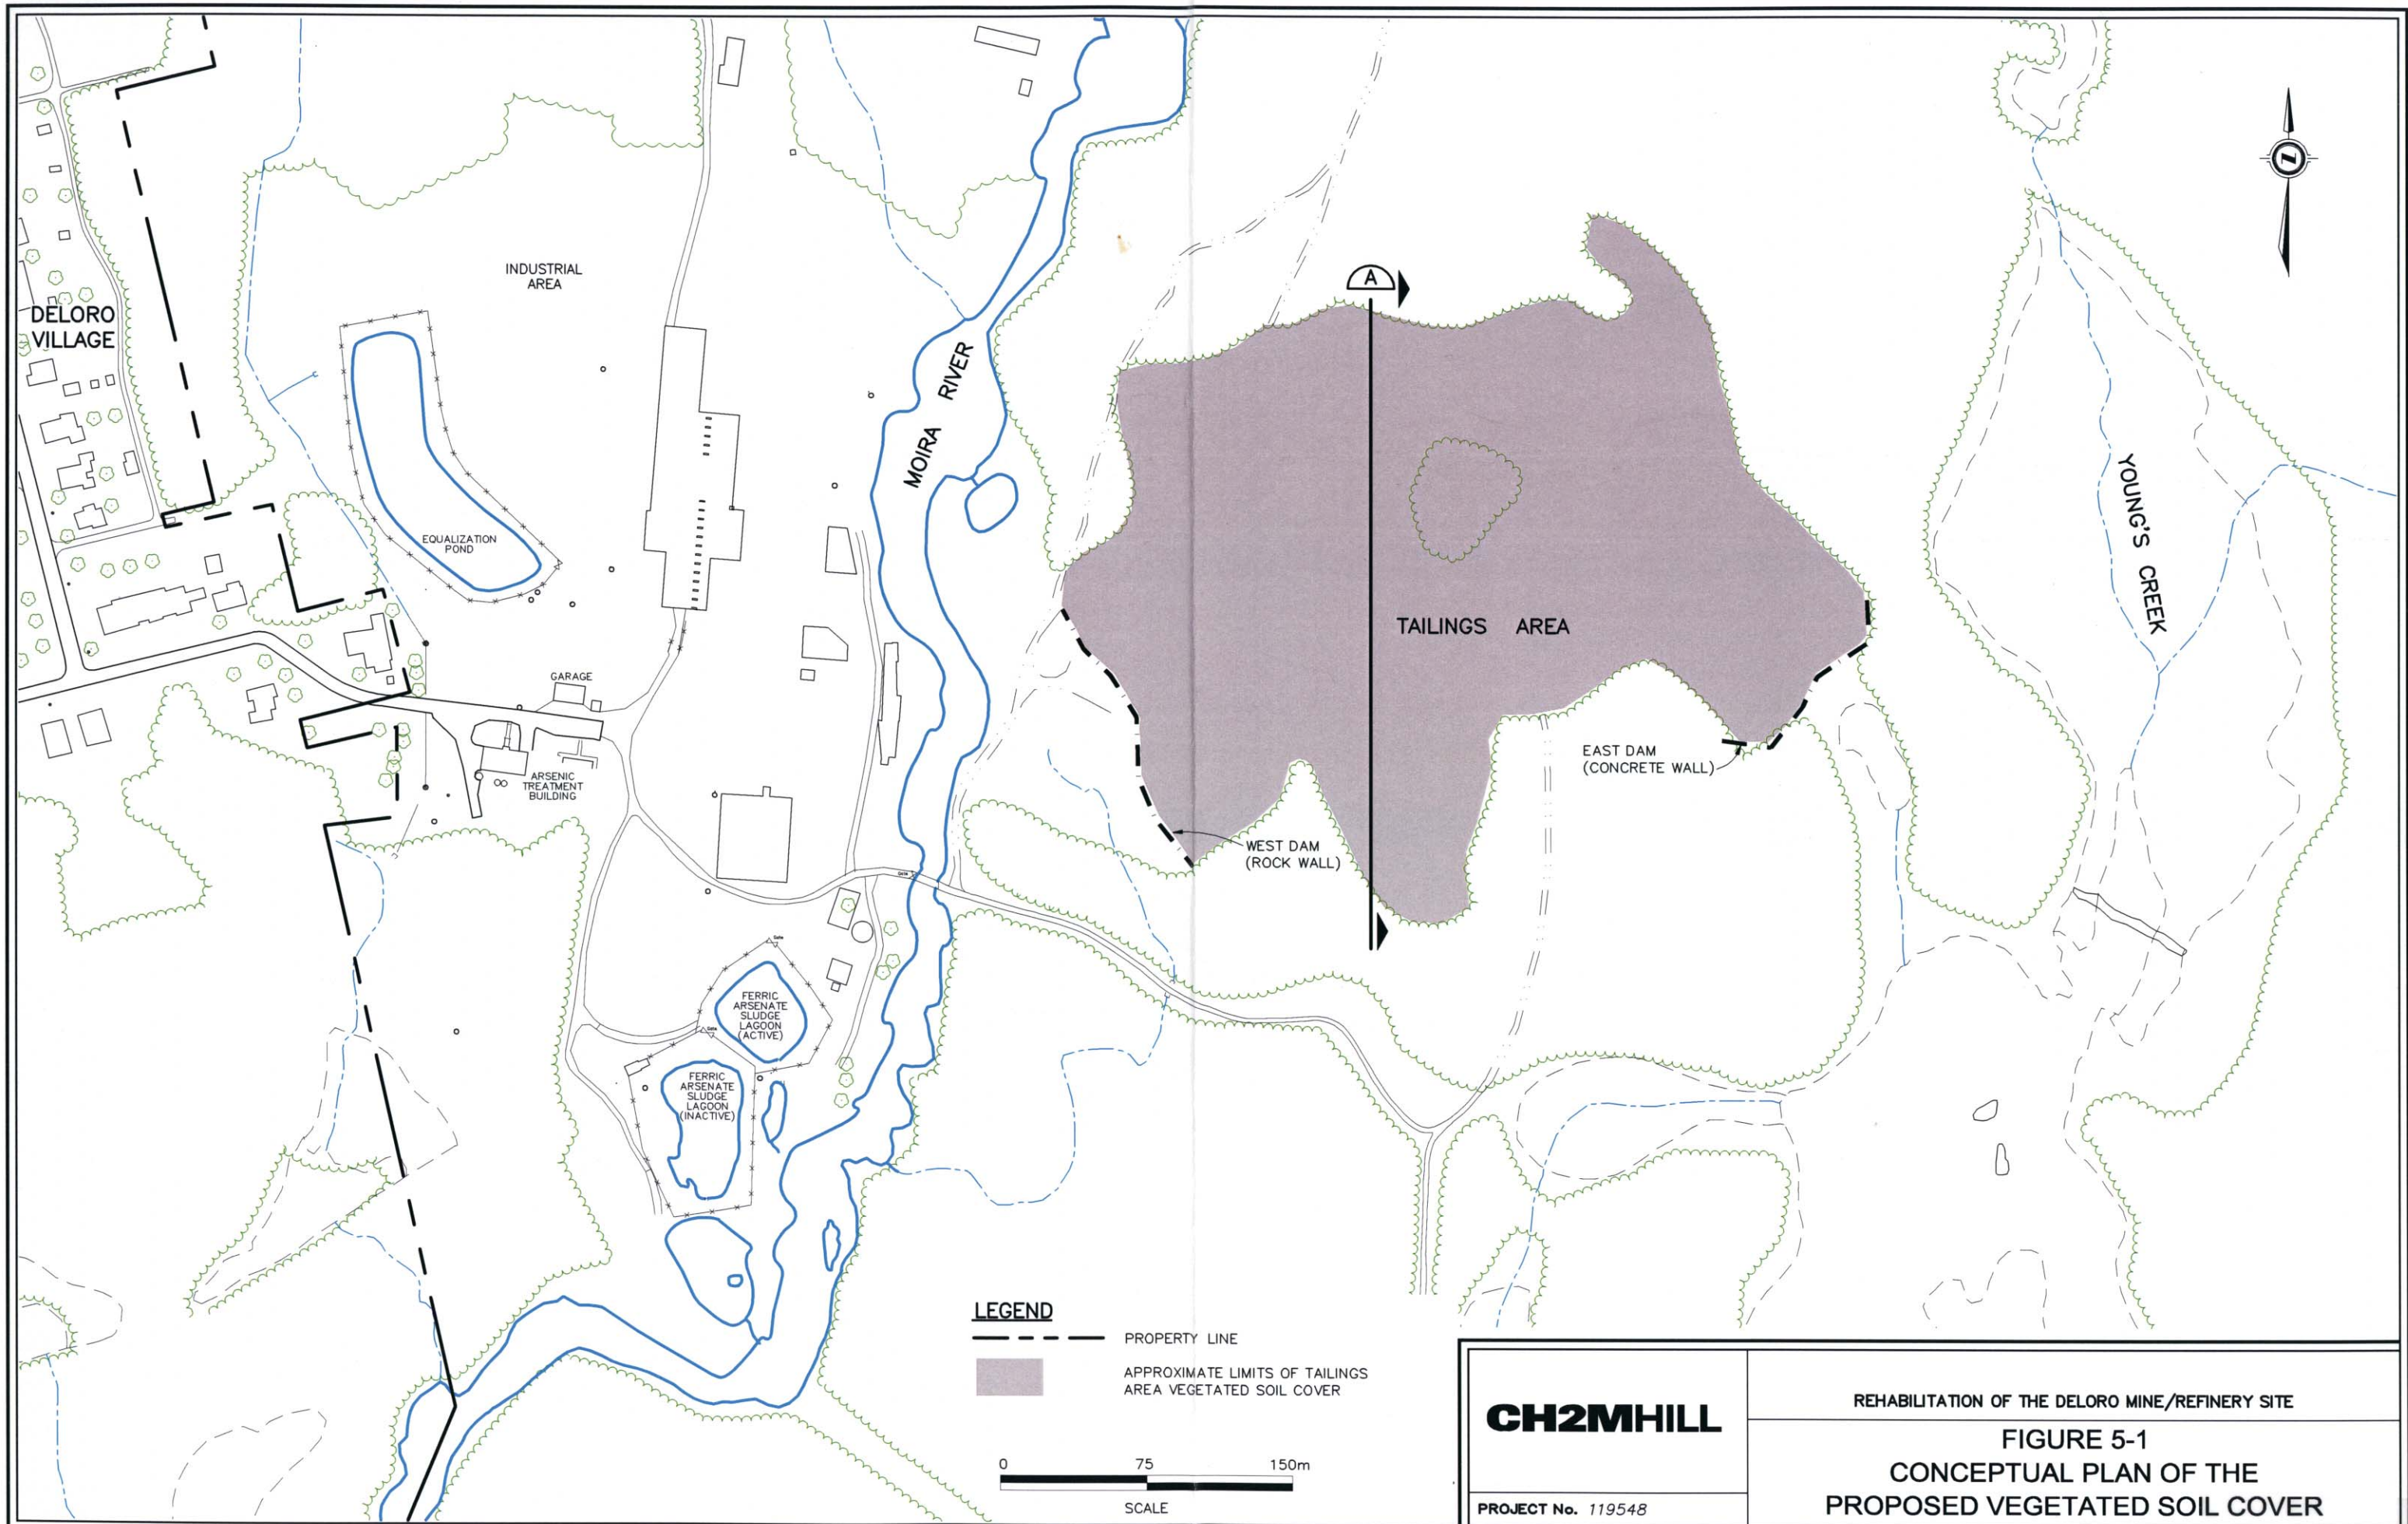 DELORO
VILLAGE
INDUSTRIAL
AREA
EQUALIZATION
POND
GARAGE
ARSENIC
TREATMENT
BUILDING
MOIRA RIVER
A
TAILINGS AREA
EAST DAM
(CONCRETE WALL)
WEST DAM
(ROCK WALL)
YOUNG'S CREEK
N
GATE
Gate
FERRIC
ARSENATE
SLUDGE
LAGOON
(ACTIVE)
Gate
FERRIC
ARSENATE
SLUDGE
LAGOON
(INACTIVE)
LEGEND
PROPERTY LINE
APPROXIMATE LIMITS OF TAILINGS
AREA VEGETATED SOIL COVER
0 75 150m
SCALE
CH2MHILL
PROJECT No. 119548
REHABILITATION OF THE DELORO MINE/REFINERY SITE
FIGURE 5-1
CONCEPTUAL PLAN OF THE
PROPOSED VEGETATED SOIL COVER